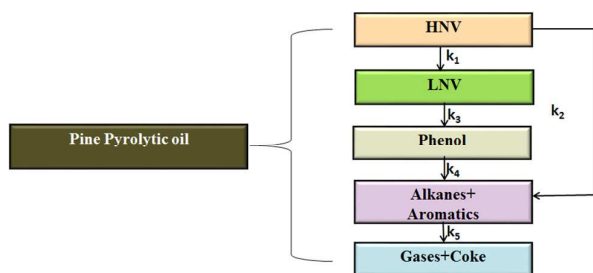 HNV
k1
LNV
k3
k2
Pine Pyrolytic oil
Phenol
k4
Alkanes+
Aromatics
k5
Gases+Coke